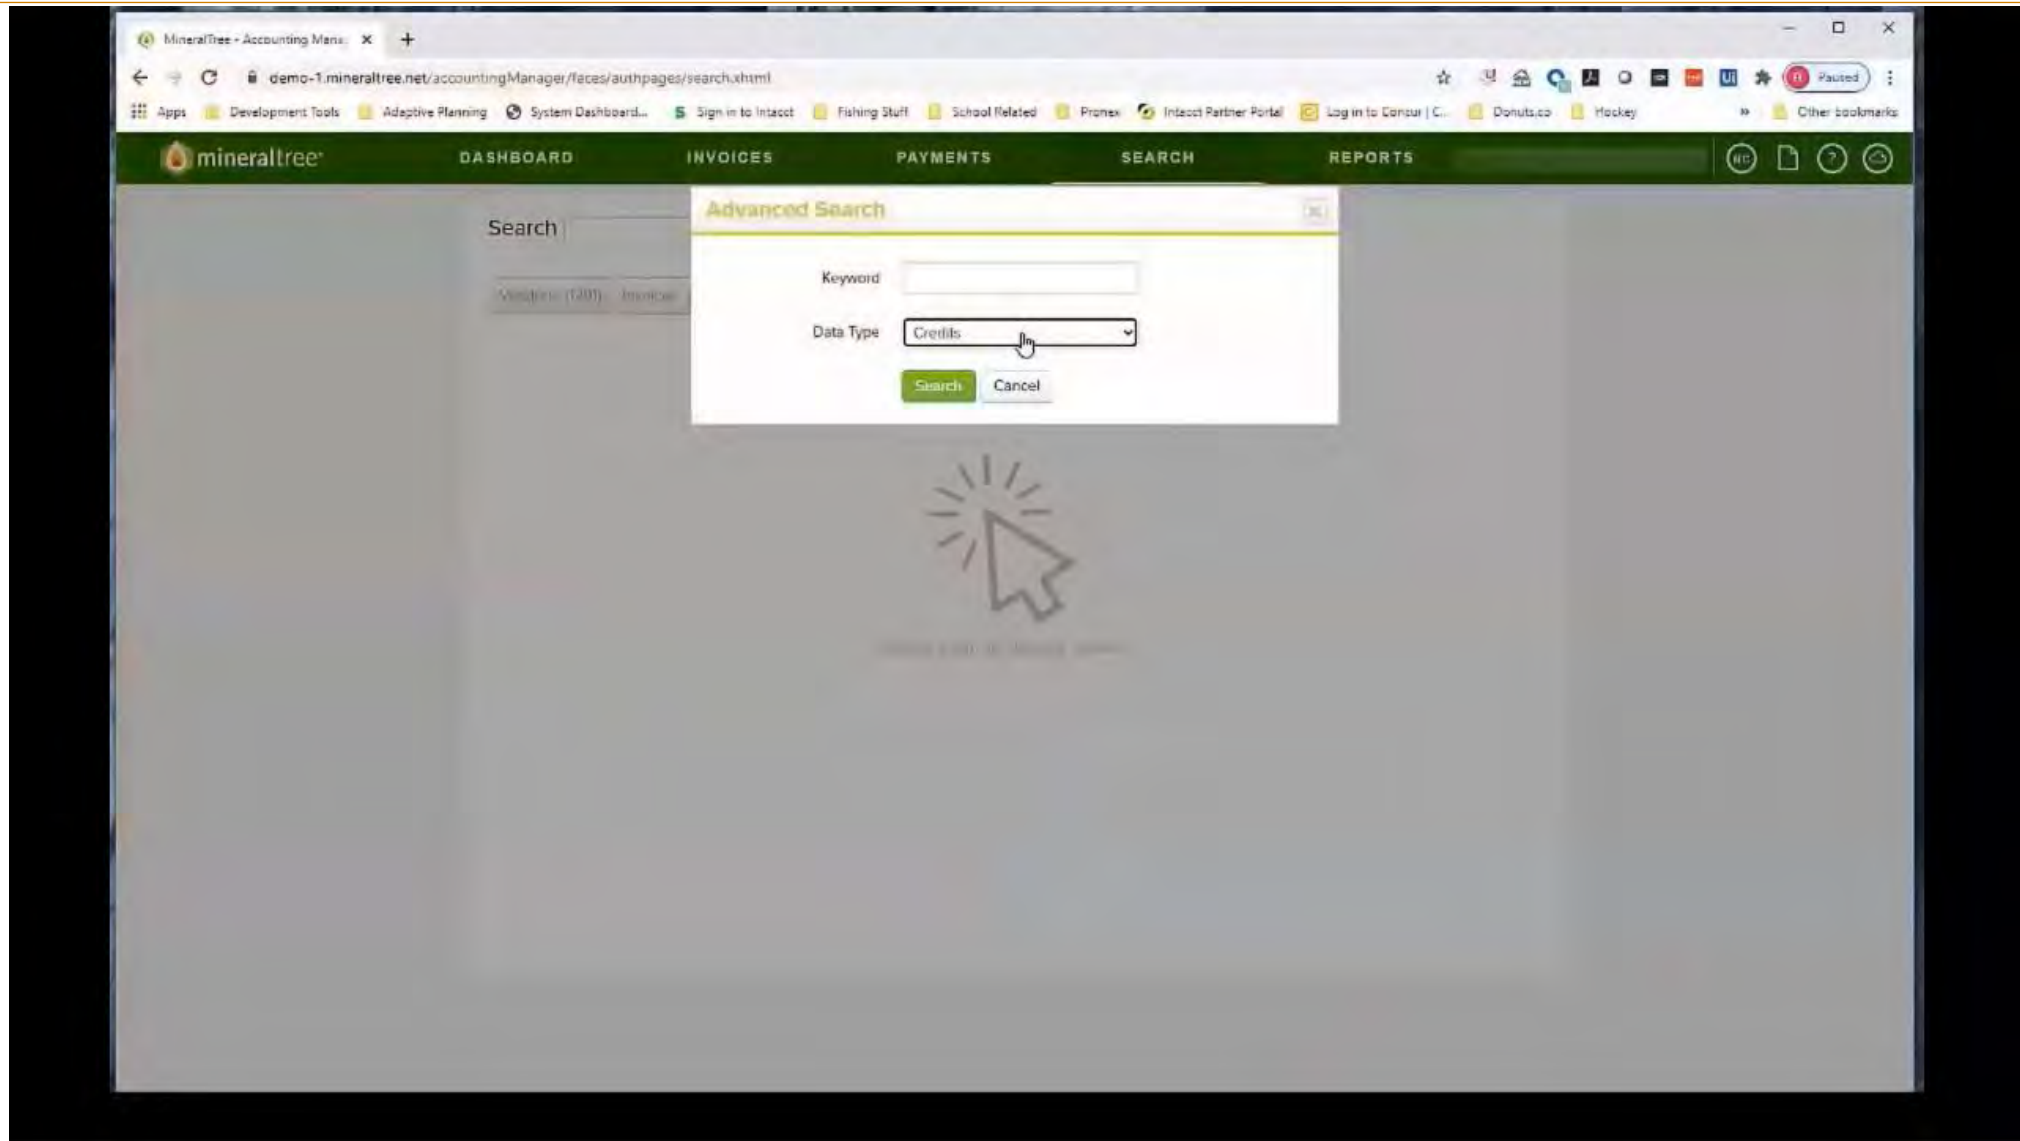 MineralTree - Accounting Mana
demo-1.mineraltree.net/accountingManager/faces/authpages/search.xhtml
Paused
Apps Development Tools Adaptive Planning System Dashboard... Sign in to Intacct Fishing Stuff School Related Pronex Intacct Partner Portal Log in to Concur | C... Donuts.co Hockey » Other bookmarks
mineraltree DASHBOARD INVOICES PAYMENTS SEARCH REPORTS
Advanced Search
Search
Keyword
Invoices
Data Type Credits
Search Cancel